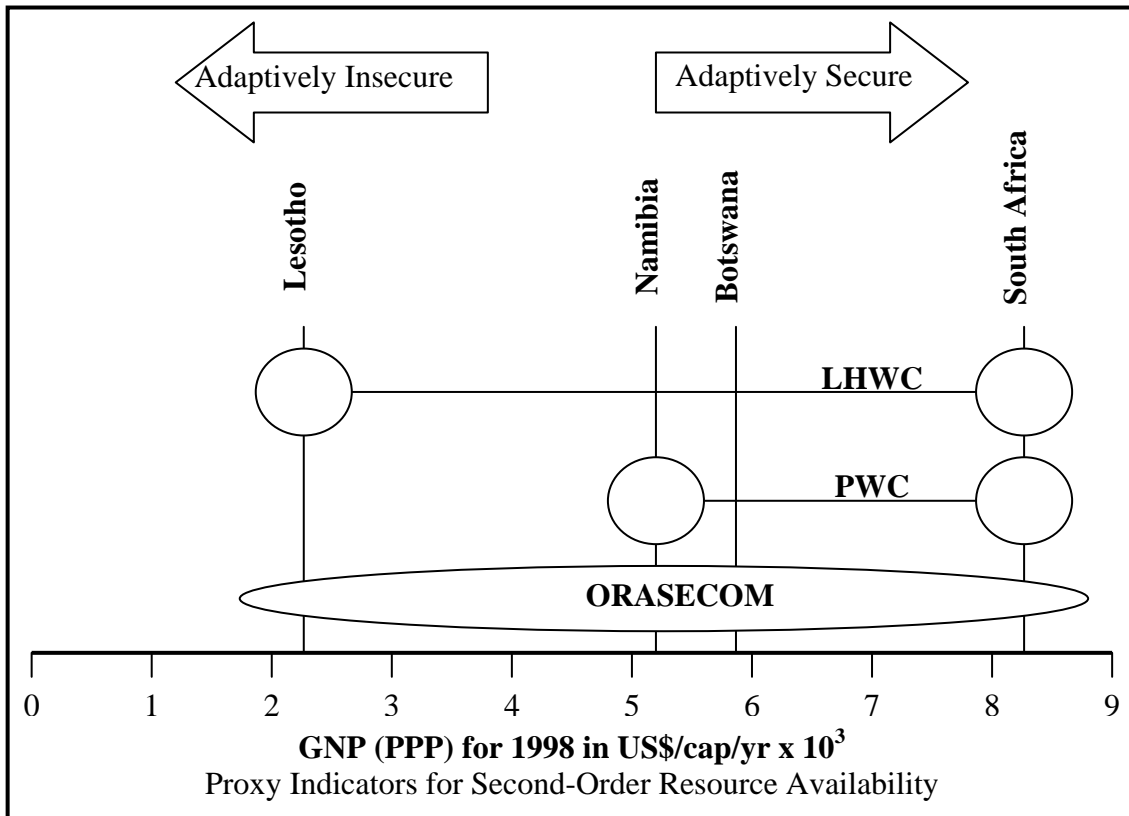 Adaptively Insecure
Adaptively Secure
Lesotho
Namibia
Botswana
South Africa
LHWC
PWC
ORASECOM
0 1 2 3 4 5 6 7 8 9
GNP (PPP) for 1998 in US$/cap/yr x 10³
Proxy Indicators for Second-Order Resource Availability